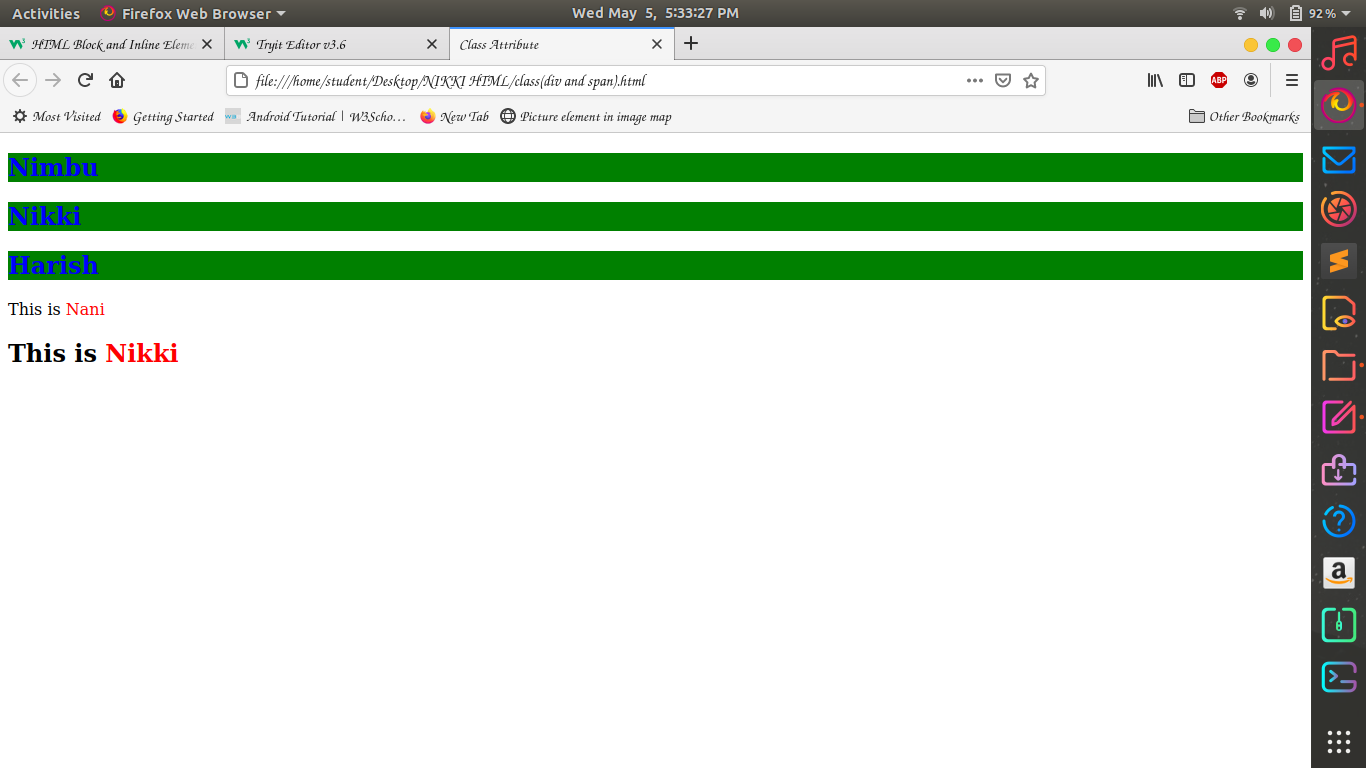 Activities Firefox Web Browser Wed May 5, 5:33:27 PM 92%
HTML Block and Inline Elem Tryit Editor v3.6 Class Attribute
file:///home/student/Desktop/NIKKI HTML/class(div and span).html ABP
Most Visited Getting Started Android Tutorial | W3Scho… New Tab Picture element in image map Other Bookmarks
Nimbu
Nikki
Harish
This is Nani
This is Nikki